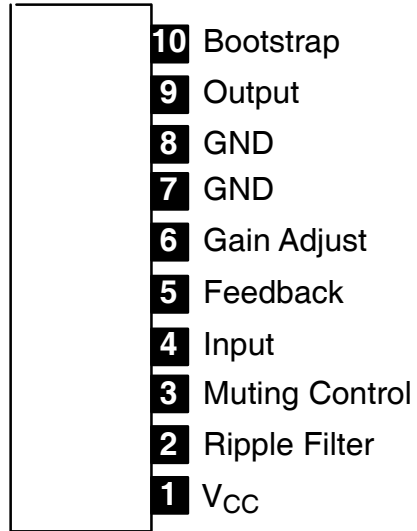 10 Bootstrap
9 Output
8 GND
7 GND
6 Gain Adjust
5 Feedback
4 Input
3 Muting Control
2 Ripple Filter
1 VCC